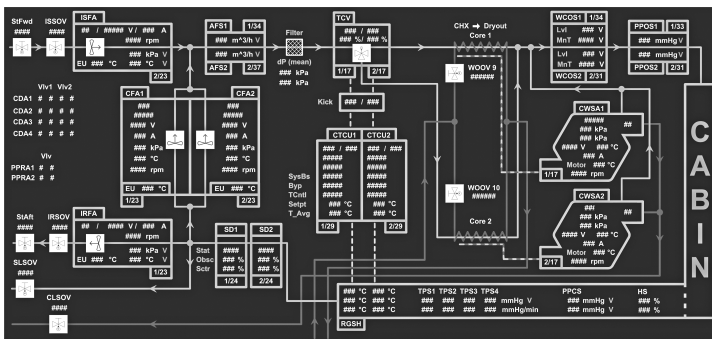 StFwd ISSOV ISFA AFS1 1/34 Filter TCV CHX → Dryout WCOS1 1/34 PPOS1 1/33
#### #### ## / ##### V / ### A ### m^3/h V ### / ### Core 1 Lvl ### V ### mmHg V
#### rpm ### m^3/h V ### %/ ### % MnT #### V ### mmHg V
### kPa V AFS2 2/37 dP (mean) Lvl ### V PPOS2 2/31
EU ### °C ### °C V ### kPa 1/17 2/17 WOOV 9 MnT #### V
2/23 ### kPa ###### WCOS2 2/31
Vlv1 Vlv2 CFA1 CFA2 Kick ### / ### CWSA1
CDA1 # # # #
CDA2 # # # #
CDA3 # # # #
CDA4 # # # #
### ###
##### #####
#### V #### V
### A ### A
### kPa ### kPa
### °C ### °C
#### rpm #### rpm
EU ### °C EU ### °C
1/23 2/23
Vlv
PPRA1 # #
PPRA2 # #
CTCU1 CTCU2
### / ### ### / ###
##### #####
##### #####
SysBs ##### #####
Byp ##### #####
TCntl ##### #####
Setpt ### °C ### °C
T_Avg ### °C ### °C
1/29 2/29
##### ##
### kPa
### kPa
#### V ### °C
### A
Motor ### °C
#### rpm
1/17
WOOV 10
######
Core 2
CWSA2
###
### kPa ##
### kPa
#### V ### °C
### A
Motor ### °C
#### rpm
2/17
CABIN
StAft IRSOV IRFA
#### #### ## / #### V / ### A
#### rpm
### kPa V
EU ### °C ### °C V
1/23
SD1 SD2
Stat #### ####
Obsc ### % ### %
Sctr ### % ### %
1/24 2/24
SLSOV
####
CLSOV
####
### °C ### °C TPS1 TPS2 TPS3 TPS4 PPCS HS
### °C ### °C ### ### ### ### mmHg V ### mmHg V ### %
### °C ### °C ### ### ### ### mmHg/min ### mmHg V ### %
RGSH